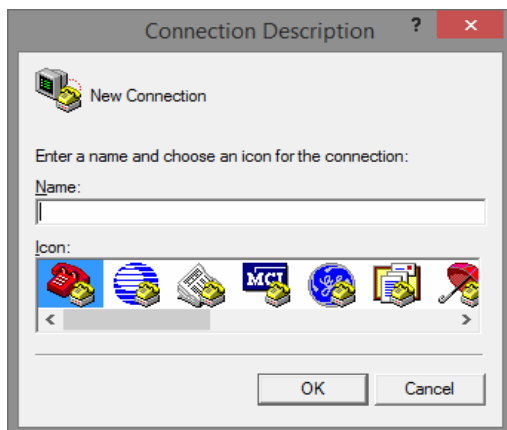 Connection Description ?
New Connection
Enter a name and choose an icon for the connection:
Name:
Icon:
MCI
OK Cancel